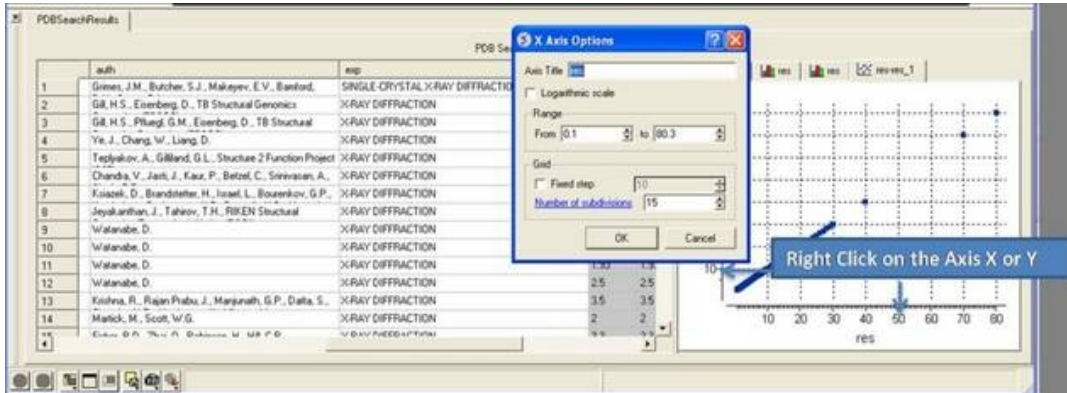 PDBSearchResults
PDB Sea
auth exp
1 Grimes, J.M., Butcher, S.J., Makeyev, E.V., Bamford, SINGLE-CRYSTAL X-RAY DIFFRACTIO
2 Gill, H.S., Eisenberg, D., TB Structural Genomics X-RAY DIFFRACTION
3 Gill, H.S., Pfluegl, G.M., Eisenberg, D., TB Structural X-RAY DIFFRACTION
4 Ye, J., Chang, W., Liang, D. X-RAY DIFFRACTION
5 Teplyakov, A., Gilliland, G.L., Structure 2 Function Project X-RAY DIFFRACTION
6 Chandra, V., Jasti, J., Kaur, P., Betzel, C., Srinivasan, A., X-RAY DIFFRACTION
7 Ksiazek, D., Brandstetter, H., Israel, L., Bourenkov, G.P., X-RAY DIFFRACTION
8 Jeyakanthan, J., Tahirov, T.H., RIKEN Structural X-RAY DIFFRACTION
9 Watanabe, D. X-RAY DIFFRACTION
10 Watanabe, D. X-RAY DIFFRACTION
11 Watanabe, D. X-RAY DIFFRACTION
12 Watanabe, D. X-RAY DIFFRACTION 2.5 2.5
13 Krishna, R., Rajan Prabu, J., Manjunath, G.P., Datta, S., X-RAY DIFFRACTION 3.5 3.5
14 Martick, M., Scott, W.G. X-RAY DIFFRACTION 2 2
X Axis Options
Axis Title res
Logarithmic scale
Range
From 0.1 to 80.3
Grid
Fixed step 10
Number of subdivisions 15
OK Cancel
res res res-res_1
Right Click on the Axis X or Y
10
10 20 30 40 50 60 70 80
res